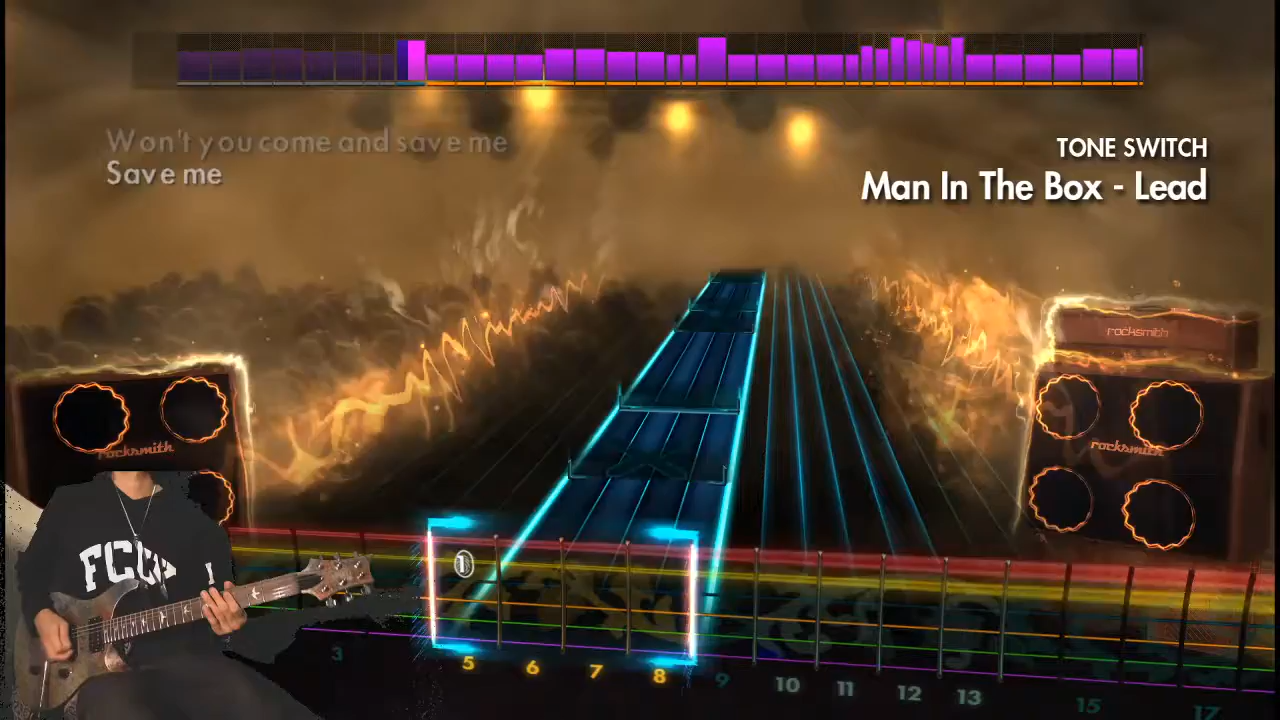 Won't you come and save me
Save me
TONE SWITCH
Man In The Box - Lead
rocksmith
rocksmith
rocksmith
1
3
5
6
7
8
9
10
11
12
13
15
17